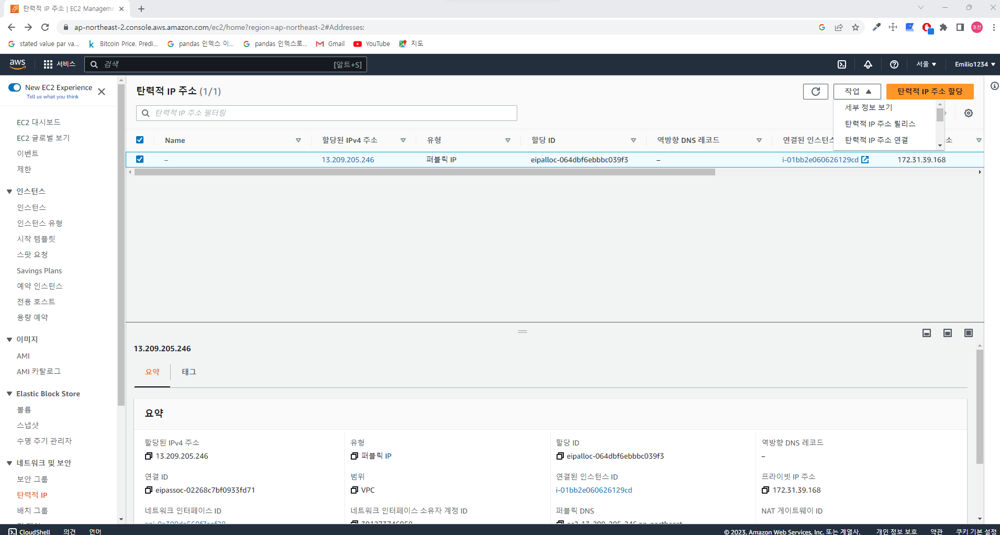 탄력적 IP 주소 | EC2 Manageme
ap-northeast-2.console.aws.amazon.com/ec2/home?region=ap-northeast-2#Addresses:
호찬
stated value par va...
Bitcoin Price. Predi...
pandas 인덱스 이...
pandas 인덱스로...
Gmail
YouTube
지도
aws
서비스
검색
[알트+S]
서울
Emilio1234
New EC2 Experience
Tell us what you think
EC2 대시보드
EC2 글로벌 보기
이벤트
제한
인스턴스
인스턴스
인스턴스 유형
시작 템플릿
스팟 요청
Savings Plans
예약 인스턴스
전용 호스트
용량 예약
이미지
AMI
AMI 카탈로그
Elastic Block Store
볼륨
스냅샷
수명 주기 관리자
네트워크 및 보안
보안 그룹
탄력적 IP
배치 그룹
탄력적 IP 주소 (1/1)
작업
탄력적 IP 주소 할당
탄력적 IP 주소 필터링
세부 정보 보기
탄력적 IP 주소 릴리스
탄력적 IP 주소 연결
Name
할당된 IPv4 주소
유형
할당 ID
역방향 DNS 레코드
연결된 인스턴스
소
–
13.209.205.246
퍼블릭 IP
eipalloc-064dbf6ebbbc039f3
–
i-01bb2e060626129cd
172.31.39.168
13.209.205.246
요약
태그
요약
할당된 IPv4 주소
유형
할당 ID
역방향 DNS 레코드
13.209.205.246
퍼블릭 IP
eipalloc-064dbf6ebbbc039f3
–
연결 ID
범위
연결된 인스턴스 ID
프라이빗 IP 주소
eipassoc-02268c7bf0933fd71
VPC
i-01bb2e060626129cd
172.31.39.168
네트워크 인터페이스 ID
네트워크 인터페이스 소유자 계정 ID
퍼블릭 DNS
NAT 게이트웨이 ID
CloudShell
의견
언어
© 2023, Amazon Web Services, Inc. 또는 계열사.
개인 정보 보호
약관
쿠키 기본 설정